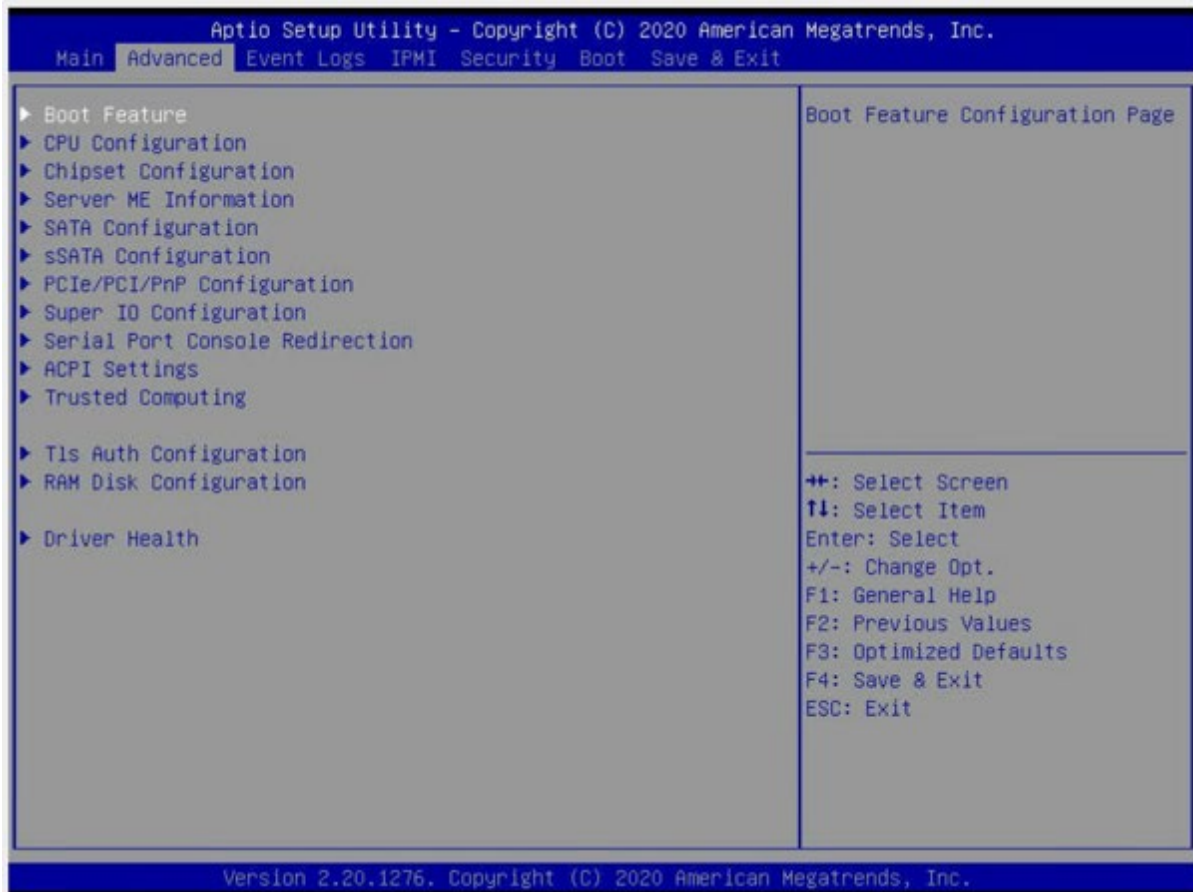 Aptio Setup Utility – Copyright (C) 2020 American Megatrends, Inc.
Main Advanced Event Logs IPMI Security Boot Save & Exit
▶ Boot Feature
▶ CPU Configuration
▶ Chipset Configuration
▶ Server ME Information
▶ SATA Configuration
▶ sSATA Configuration
▶ PCIe/PCI/PnP Configuration
▶ Super IO Configuration
▶ Serial Port Console Redirection
▶ ACPI Settings
▶ Trusted Computing
▶ Tls Auth Configuration
▶ RAM Disk Configuration
▶ Driver Health
Boot Feature Configuration Page
→←: Select Screen
↑↓: Select Item
Enter: Select
+/-: Change Opt.
F1: General Help
F2: Previous Values
F3: Optimized Defaults
F4: Save & Exit
ESC: Exit
Version 2.20.1276. Copyright (C) 2020 American Megatrends, Inc.